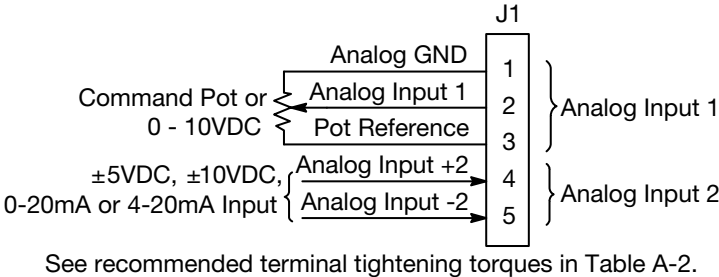 J1
Analog GND
1
Command Pot or
0 - 10VDC
Analog Input 1
2
Analog Input 1
Pot Reference
3
±5VDC, ±10VDC,
0-20mA or 4-20mA Input
Analog Input +2
4
Analog Input 2
Analog Input -2
5
See recommended terminal tightening torques in Table A-2.